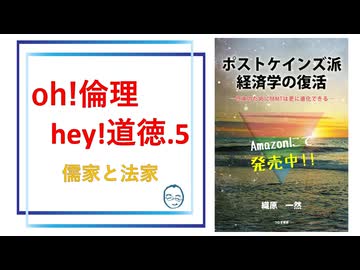 oh!倫理
hey!道徳.5
儒家と法家
ポストケインズ派
経済学の復活
Amazonにて
発売中!!
織原　一然